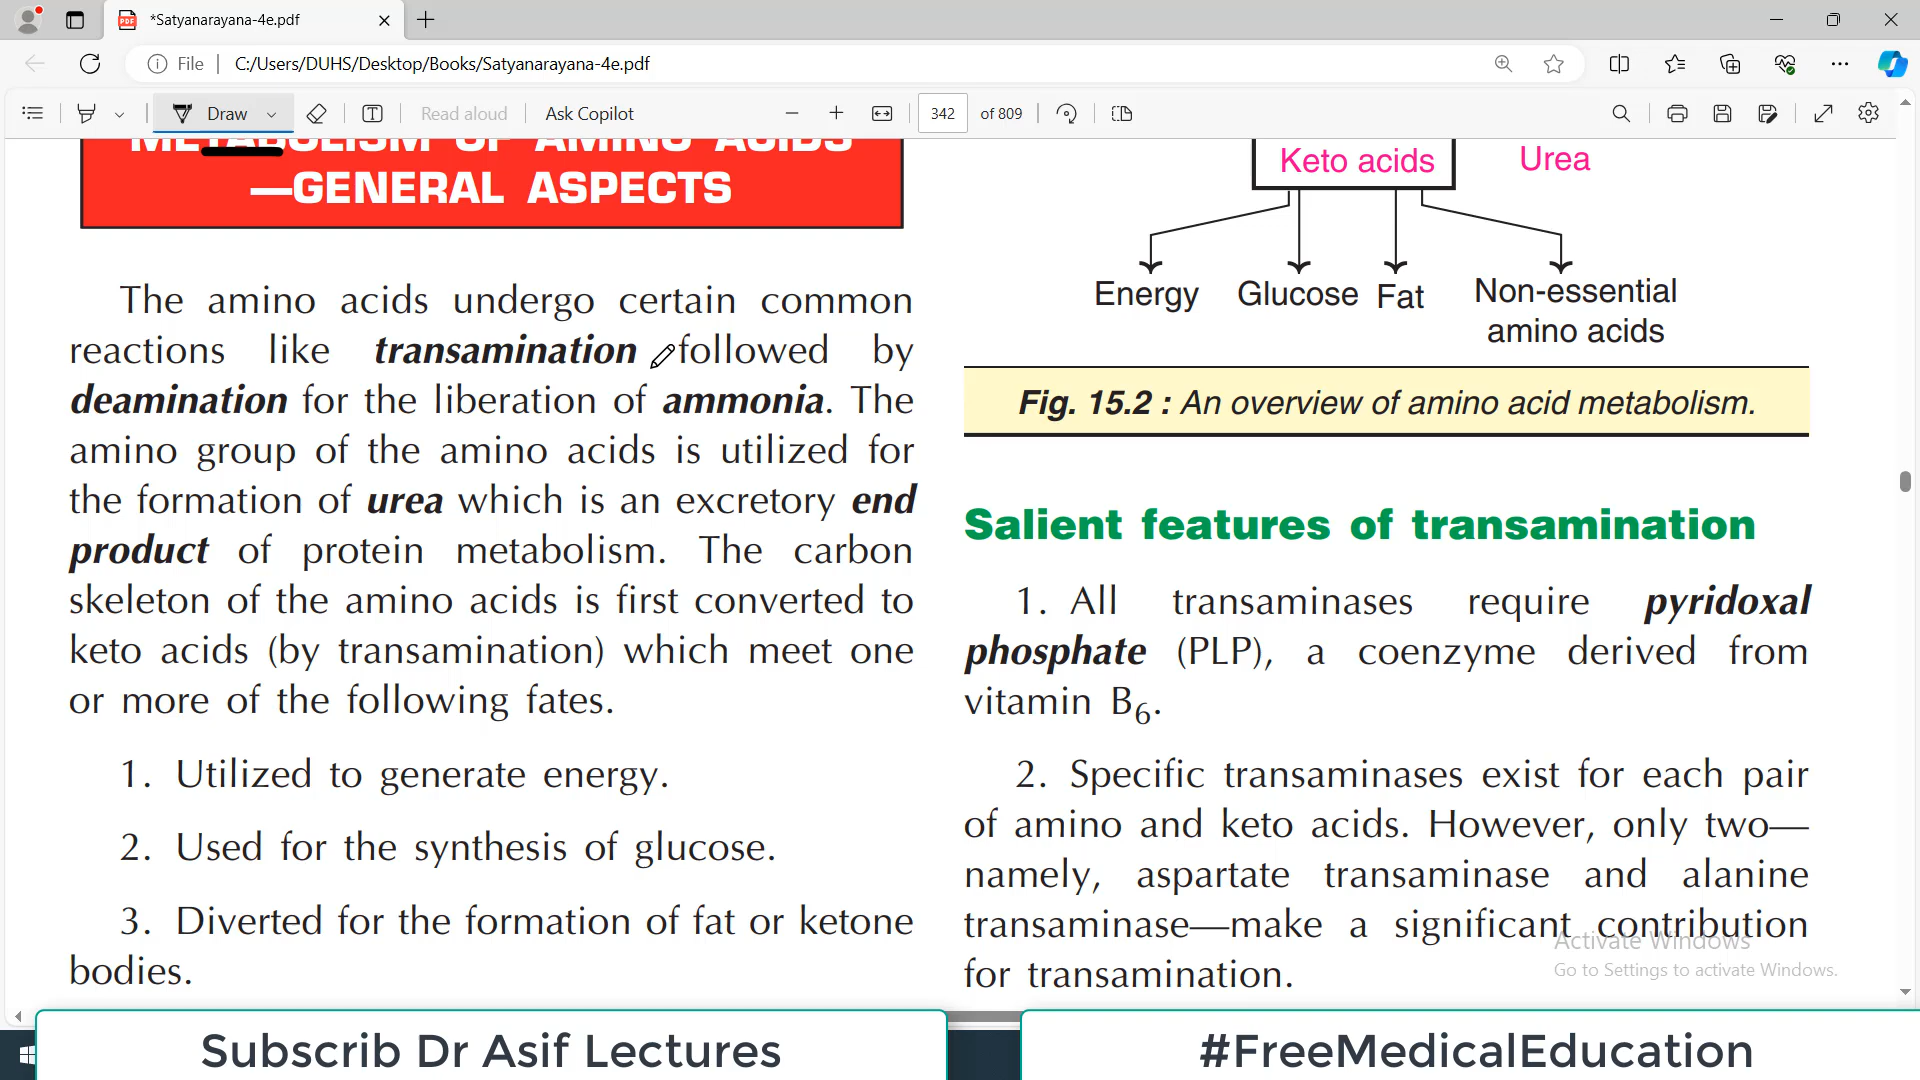 *Satyanarayana-4e.pdf
File
C:/Users/DUHS/Desktop/Books/Satyanarayana-4e.pdf
Draw
Read aloud
Ask Copilot
342
of 809
METABOLISM OF AMINO ACIDS
—GENERAL ASPECTS
The amino acids undergo certain common
reactions like transamination followed by
deamination for the liberation of ammonia. The
amino group of the amino acids is utilized for
the formation of urea which is an excretory end
product of protein metabolism. The carbon
skeleton of the amino acids is first converted to
keto acids (by transamination) which meet one
or more of the following fates.
1. Utilized to generate energy.
2. Used for the synthesis of glucose.
3. Diverted for the formation of fat or ketone
bodies.
Keto acids
Urea
Energy
Glucose
Fat
Non-essential
amino acids
Fig. 15.2 : An overview of amino acid metabolism.
Salient features of transamination
1. All transaminases require pyridoxal
phosphate (PLP), a coenzyme derived from
vitamin B6.
2. Specific transaminases exist for each pair
of amino and keto acids. However, only two—
namely, aspartate transaminase and alanine
transaminase—make a significant contribution
for transamination.
Activate Windows
Go to Settings to activate Windows.
Subscrib Dr Asif Lectures
#FreeMedicalEducation